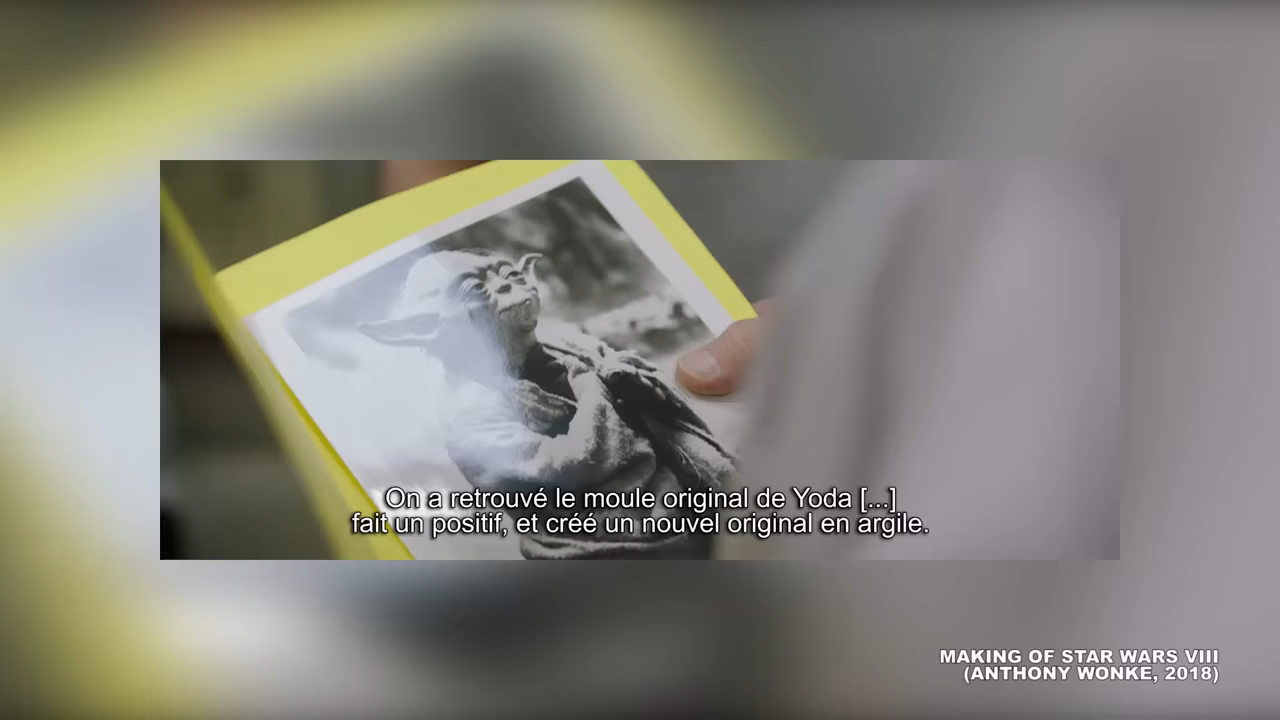 On a retrouvé le moule original de Yoda [...]
fait un positif, et créé un nouvel original en argile.
MAKING OF STAR WARS VIII
(ANTHONY WONKE, 2018)